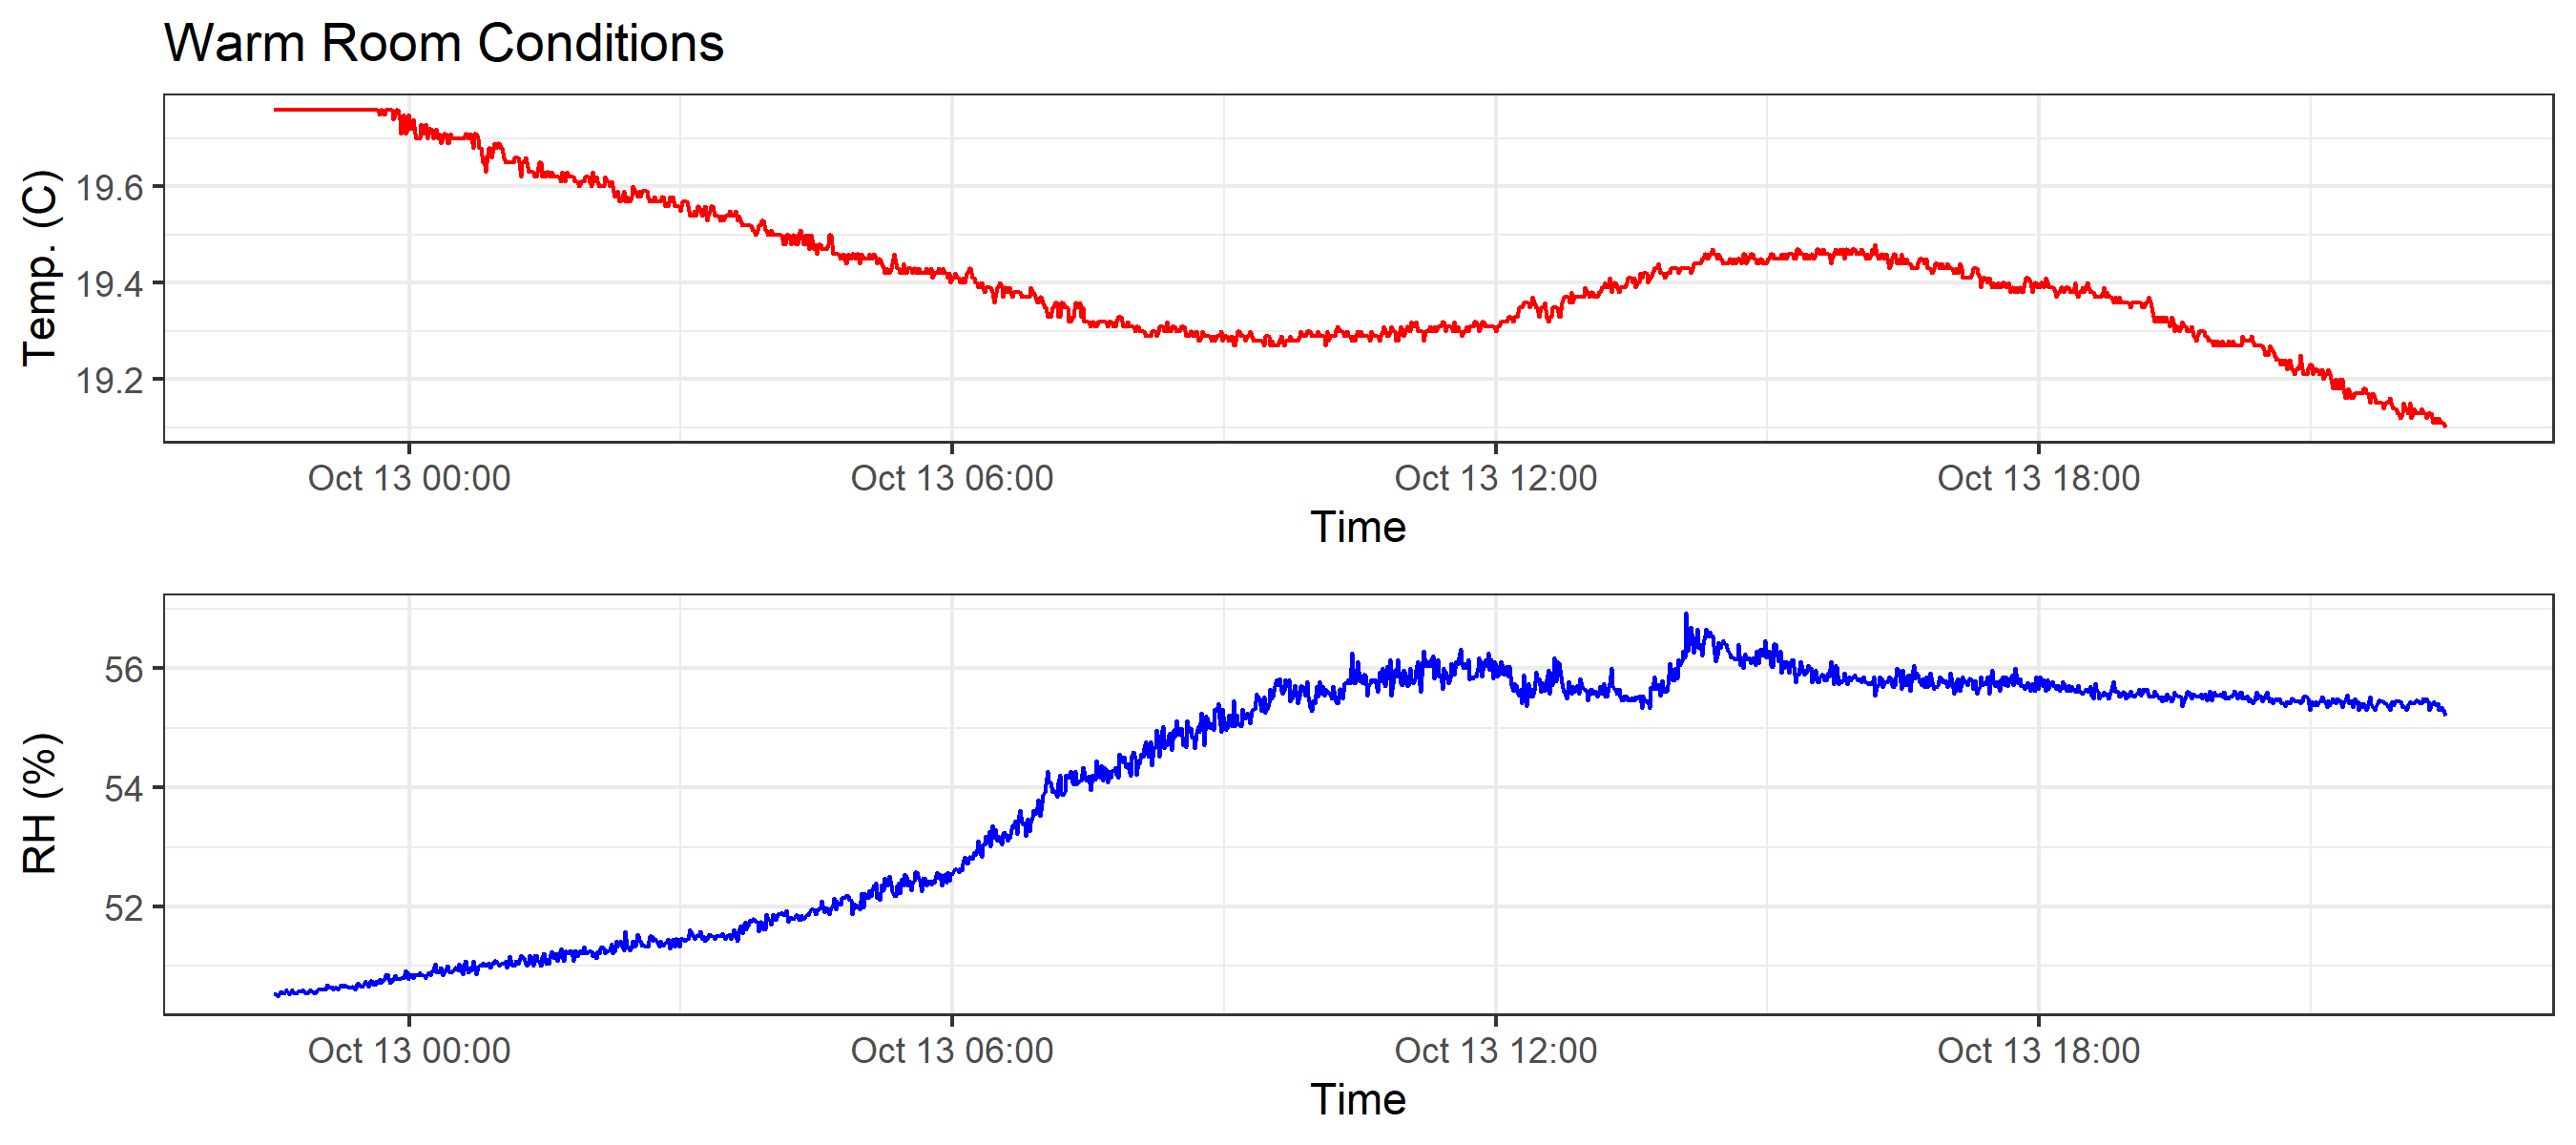 Warm Room Conditions
Temp. (C)
19.6
19.4
19.2
Oct 13 00:00 Oct 13 06:00 Oct 13 12:00 Oct 13 18:00
Time
RH (%)
56
54
52
Oct 13 00:00 Oct 13 06:00 Oct 13 12:00 Oct 13 18:00
Time